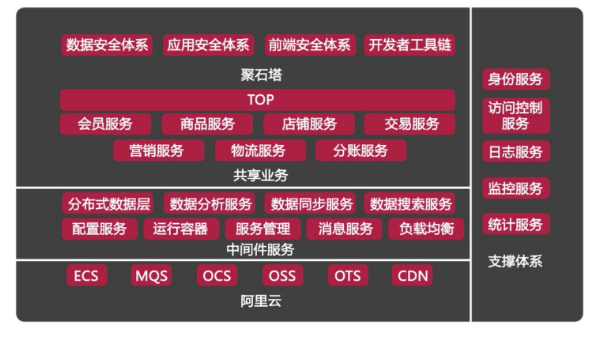 数据安全体系 应用安全体系 前端安全体系 开发者工具链
聚石塔
TOP
会员服务 商品服务 店铺服务 交易服务
营销服务 物流服务 分账服务
共享业务
分布式数据层 数据分析服务 数据同步服务 数据搜索服务
配置服务 运行容器 服务管理 消息服务 负载均衡
中间件服务
ECS MQS OCS OSS OTS CDN
阿里云
身份服务
访问控制
服务
日志服务
监控服务
统计服务
支撑体系